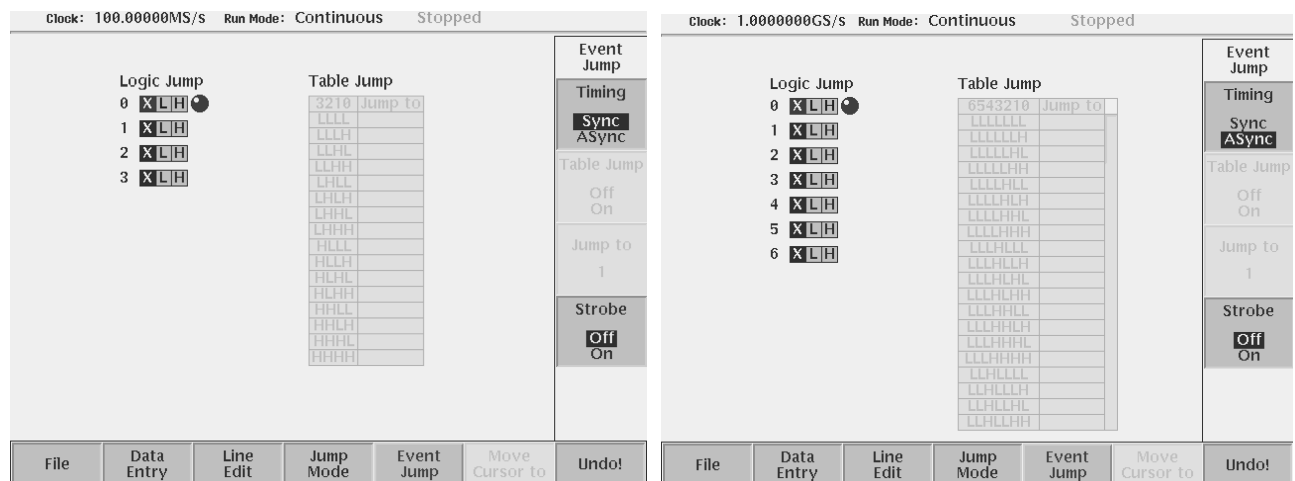 Clock: 100.00000MS/s Run Mode: Continuous Stopped
Logic Jump
0 X L H
1 X L H
2 X L H
3 X L H
Table Jump
3210 Jump to
LLLL
LLLH
LLHL
LLHH
LHLL
LHLH
LHHL
LHHH
HLLL
HLLH
HLHL
HLHH
HHLL
HHLH
HHHL
HHHH
Event
Jump
Timing
Sync
ASync
Table Jump
Off
On
Jump to
1
Strobe
Off
On
File
Data
Entry
Line
Edit
Jump
Mode
Event
Jump
Move
Cursor to
Undo!
Clock: 1.0000000GS/s Run Mode: Continuous Stopped
Logic Jump
0 X L H
1 X L H
2 X L H
3 X L H
4 X L H
5 X L H
6 X L H
Table Jump
6543210 Jump to
LLLLLLL
LLLLLLH
LLLLLHL
LLLLLHH
LLLLHLL
LLLLHLH
LLLLHHL
LLLLHHH
LLLHLLL
LLLHLLH
LLLHLHL
LLLHLHH
LLLHHLL
LLLHHLH
LLLHHHL
LLLHHHH
LLHLLLL
LLHLLLH
LLHLLHL
LLHLLHH
Event
Jump
Timing
Sync
ASync
Table Jump
Off
On
Jump to
1
Strobe
Off
On
File
Data
Entry
Line
Edit
Jump
Mode
Event
Jump
Move
Cursor to
Undo!